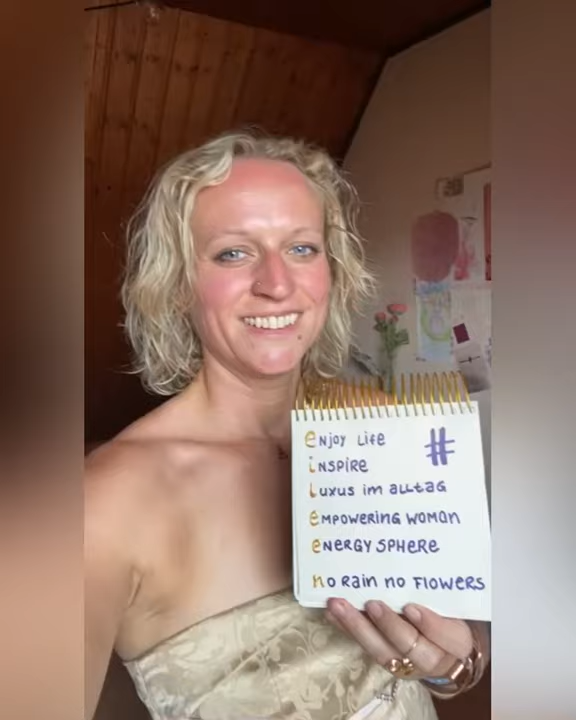 enjoy Life #
inspire
Luxus im alltag
empowering woman
energy sphere
no Rain no Flowers